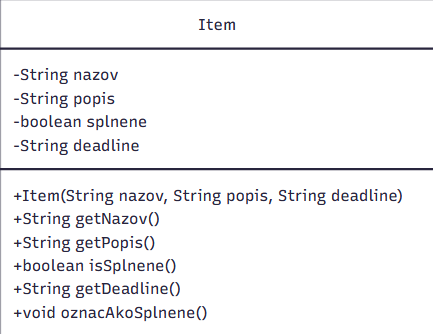 Item
-String nazov
-String popis
-boolean splnene
-String deadline
+Item(String nazov, String popis, String deadline)
+String getNazov()
+String getPopis()
+boolean isSplnene()
+String getDeadline()
+void oznacAkoSplnene()